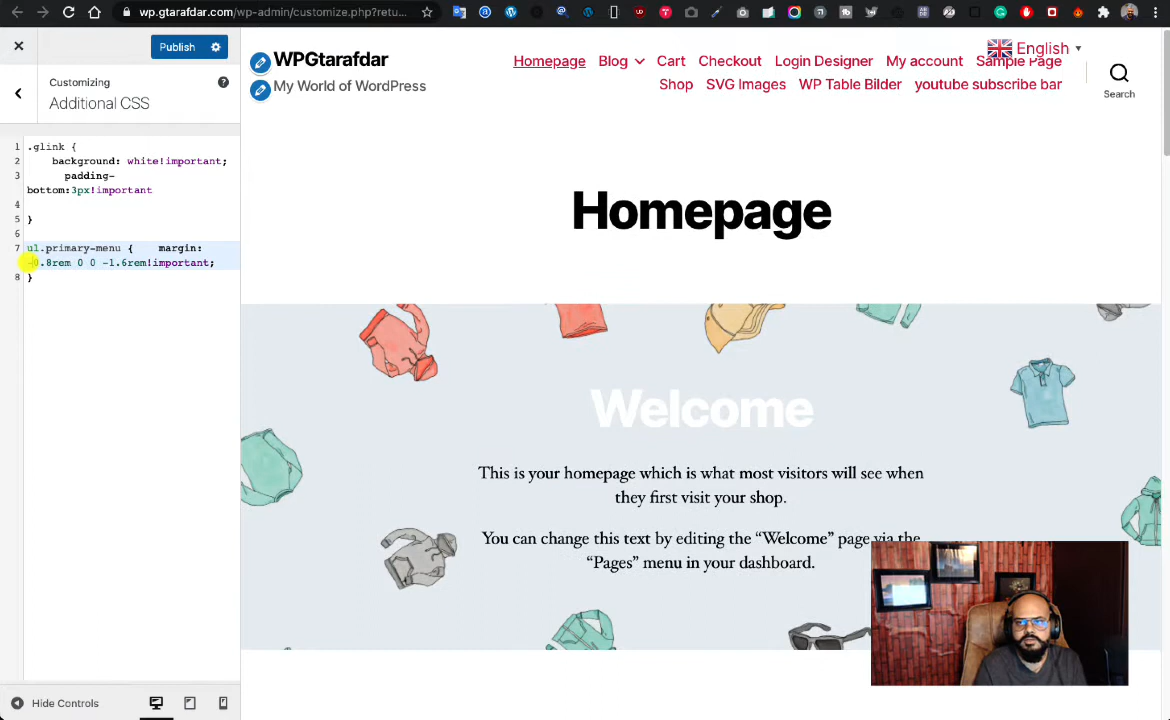 wp.gtarafdar.com/wp-admin/customize.php?retu...
Publish
Customizing
Additional CSS
1 .glink {
2 background: white!important;
3 padding-
bottom:3px!important
4
5 }
6
7 ul.primary-menu { margin:
-0.8rem 0 0 -1.6rem!important;
8 }
Hide Controls
WPGtarafdar
My World of WordPress
Homepage Blog Cart Checkout Login Designer My account Sample Page
Shop SVG Images WP Table Builder youtube subscribe bar
English
Search
Homepage
Welcome
This is your homepage which is what most visitors will see when
they first visit your shop.
You can change this text by editing the “Welcome” page via the
“Pages” menu in your dashboard.